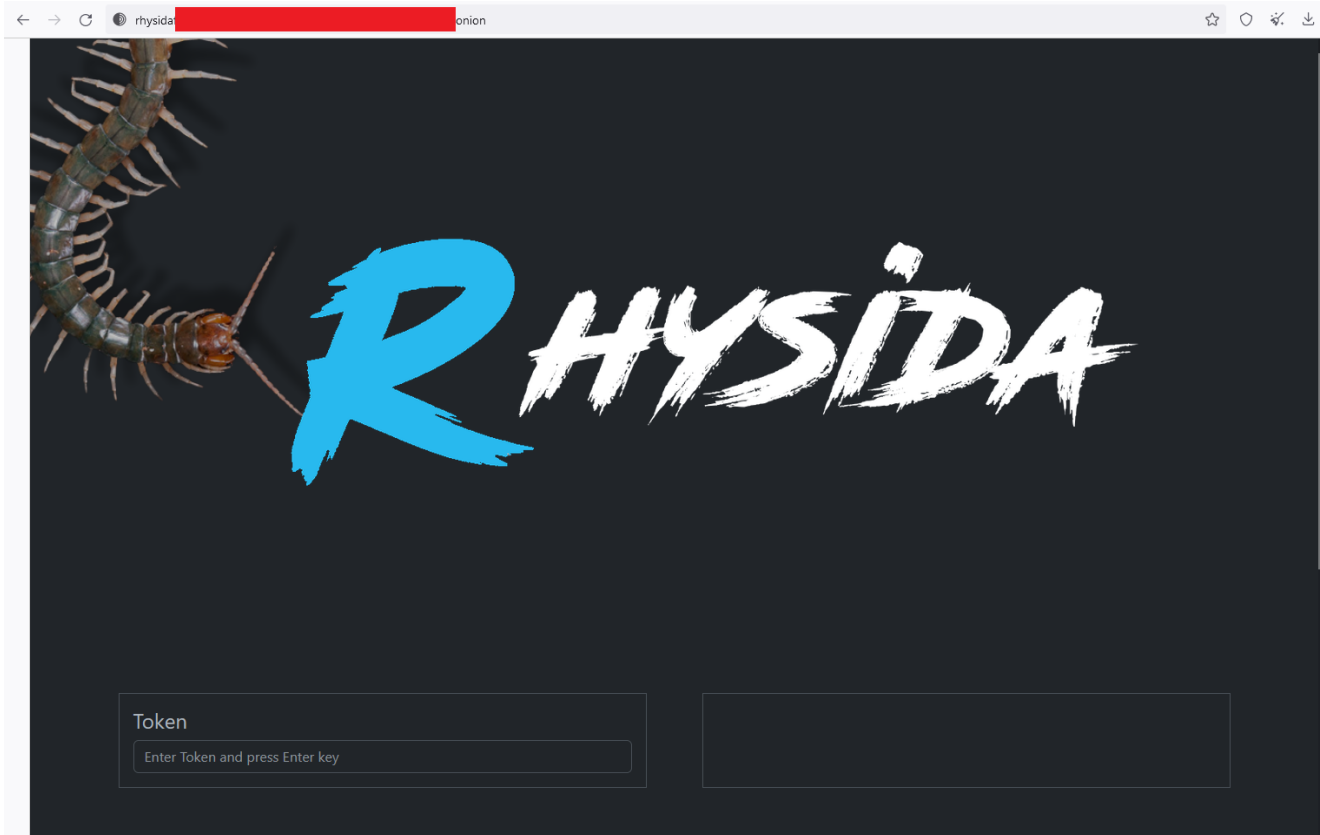 rhysida
onion
RHYSIDA
Token
Enter Token and press Enter key